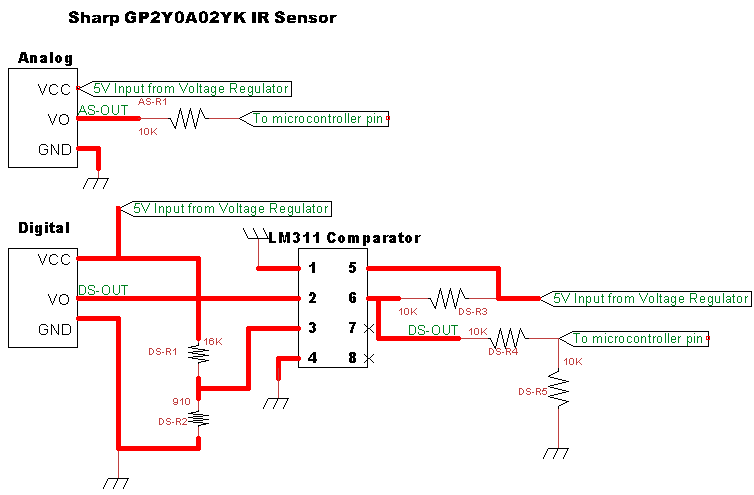 Sharp GP2Y0A02YK IR Sensor
Analog
VCC
5V Input from Voltage Regulator
AS-OUT
AS-R1
VO
10K
To microcontroller pin
GND
5V Input from Voltage Regulator
Digital
LM311 Comparator
VCC
1
5
VO
DS-OUT
2
6
10K
DS-R3
5V Input from Voltage Regulator
GND
3
7
DS-OUT
10K
To microcontroller pin
16K
DS-R1
4
8
DS-R4
10K
910
DS-R2
DS-R5